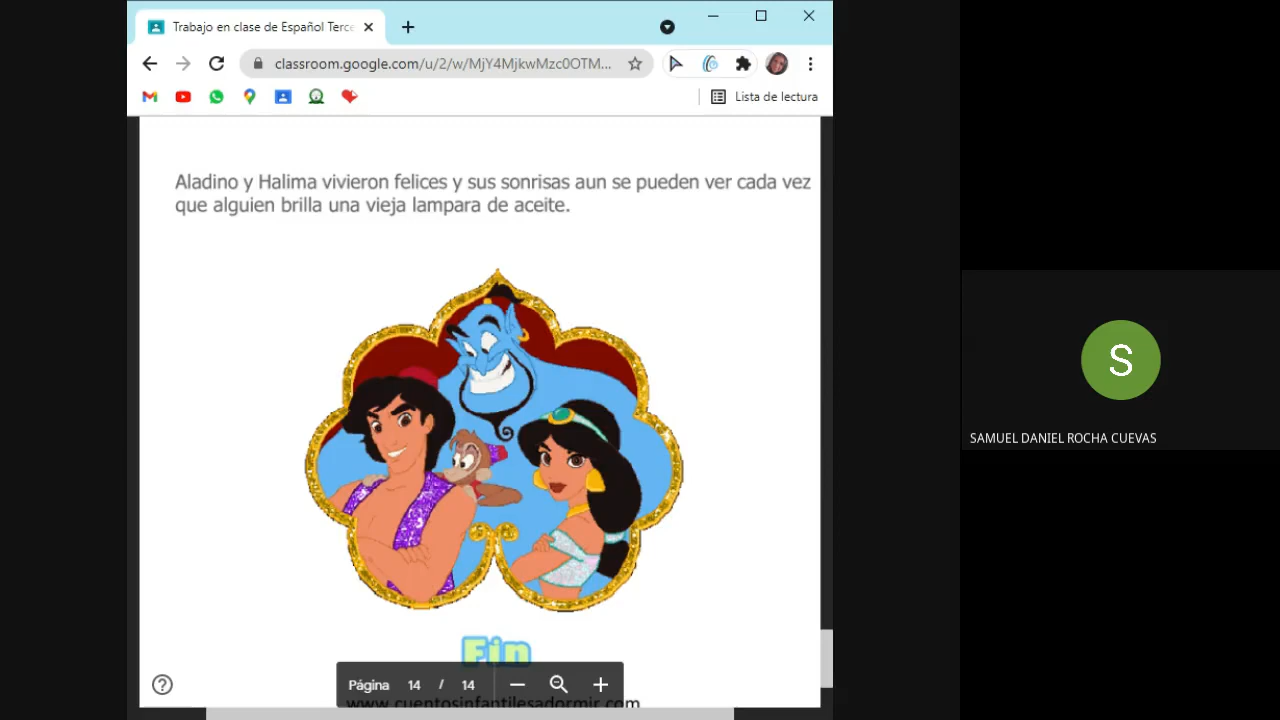 Trabajo en clase de Español Terce
classroom.google.com/u/2/w/MjY4MjkwMzc0OTM...
Lista de lectura
Aladino y Halima vivieron felices y sus sonrisas aun se pueden ver cada vez
que alguien brilla una vieja lampara de aceite.
S
SAMUEL DANIEL ROCHA CUEVAS
Fin
Página 14 / 14
www.cuentosinfantilesadormir.com